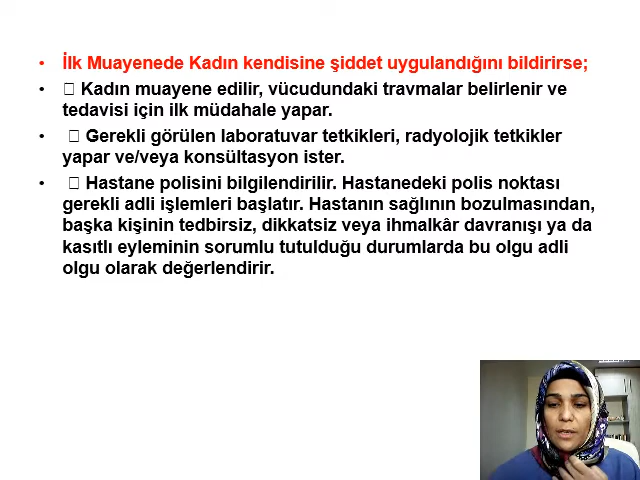 • İlk Muayenede Kadın kendisine şiddet uygulandığını bildirirse;
• □ Kadın muayene edilir, vücudundaki travmalar belirlenir ve
tedavisi için ilk müdahale yapar.
• □ Gerekli görülen laboratuvar tetkikleri, radyolojik tetkikler
yapar ve/veya konsültasyon ister.
• □ Hastane polisini bilgilendirilir. Hastanedeki polis noktası
gerekli adli işlemleri başlatır. Hastanın sağlının bozulmasından,
başka kişinin tedbirsiz, dikkatsiz veya ihmalkâr davranışı ya da
kasıtlı eyleminin sorumlu tutulduğu durumlarda bu olgu adli
olgu olarak değerlendirir.